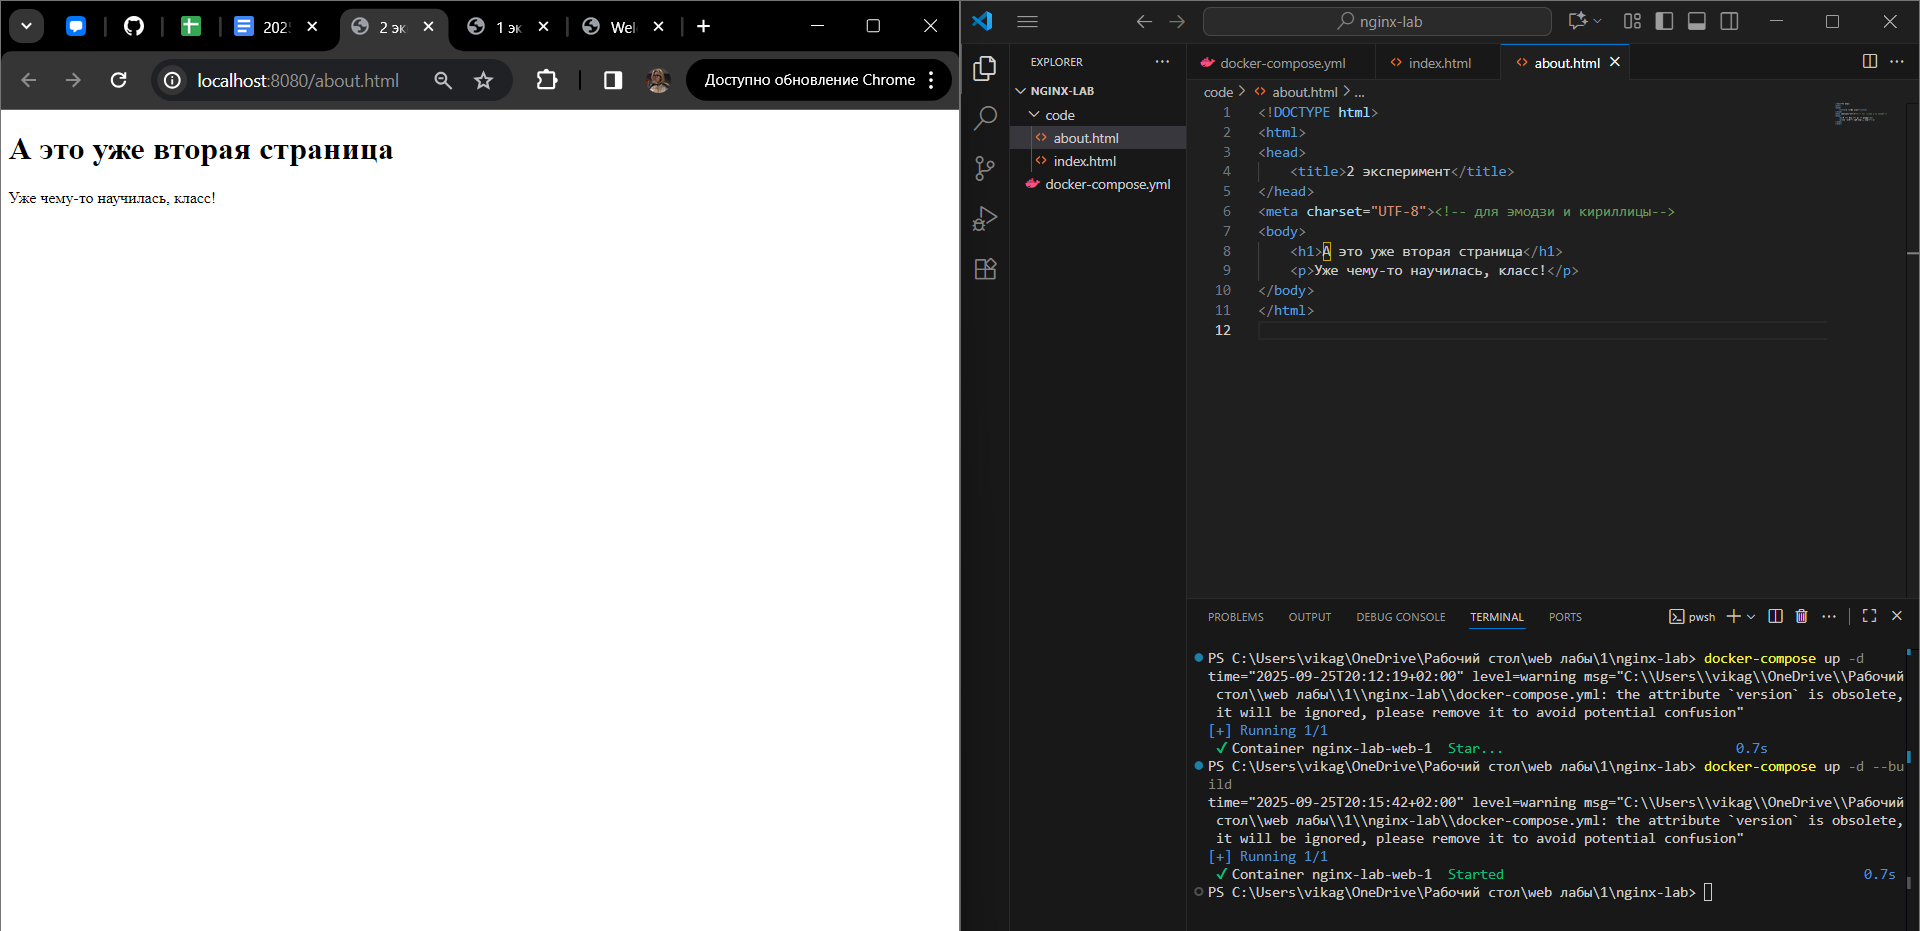 202
2 эк
1 эк
Wel
localhost:8080/about.html
Доступно обновление Chrome
А это уже вторая страница
Уже чему-то научилась, класс!
nginx-lab
EXPLORER
NGINX-LAB
code
about.html
index.html
docker-compose.yml
docker-compose.yml
index.html
about.html
code > about.html > ...
1 <!DOCTYPE html>
2 <html>
3 <head>
4 <title>2 эксперимент</title>
5 </head>
6 <meta charset="UTF-8"><!-- для эмодзи и кириллицы-->
7 <body>
8 <h1>А это уже вторая страница</h1>
9 <p>Уже чему-то научилась, класс!</p>
10 </body>
11 </html>
12
PROBLEMS OUTPUT DEBUG CONSOLE TERMINAL PORTS
pwsh
PS C:\Users\vikag\OneDrive\Рабочий стол\web лабы\1\nginx-lab> docker-compose up -d
time="2025-09-25T20:12:19+02:00" level=warning msg="C:\\Users\\vikag\\OneDrive\\Рабочий
стол\\web лабы\\1\\nginx-lab\\docker-compose.yml: the attribute `version` is obsolete,
it will be ignored, please remove it to avoid potential confusion"
[+] Running 1/1
✓ Container nginx-lab-web-1 Star... 0.7s
PS C:\Users\vikag\OneDrive\Рабочий стол\web лабы\1\nginx-lab> docker-compose up -d --bu
ild
time="2025-09-25T20:15:42+02:00" level=warning msg="C:\\Users\\vikag\\OneDrive\\Рабочий
стол\\web лабы\\1\\nginx-lab\\docker-compose.yml: the attribute `version` is obsolete,
it will be ignored, please remove it to avoid potential confusion"
[+] Running 1/1
✓ Container nginx-lab-web-1 Started 0.7s
PS C:\Users\vikag\OneDrive\Рабочий стол\web лабы\1\nginx-lab>